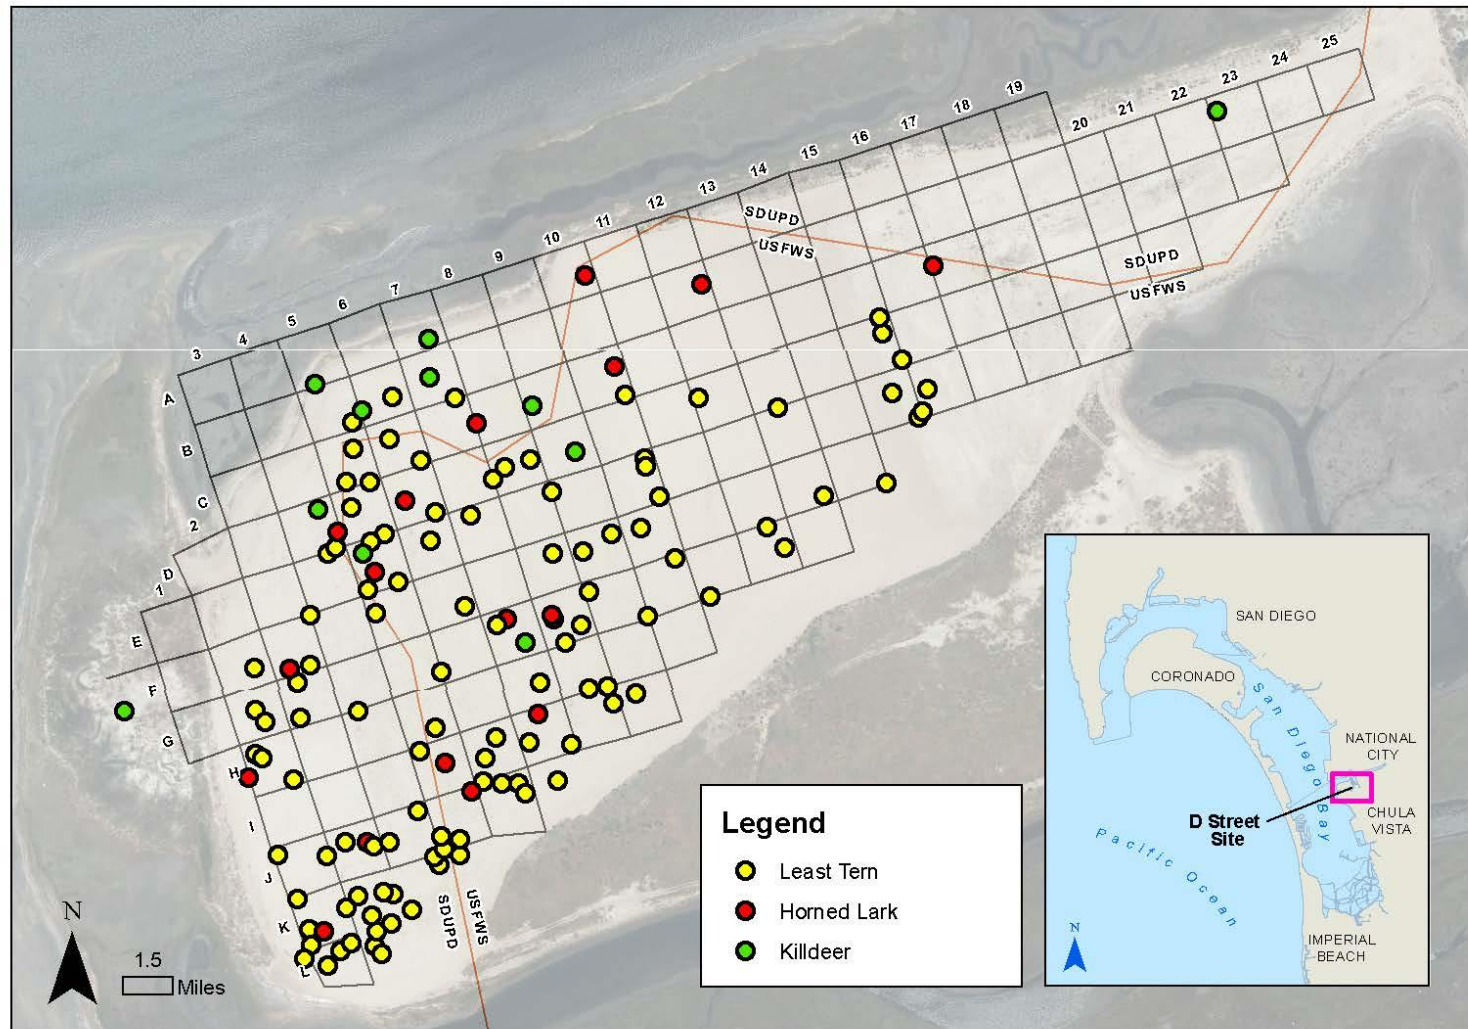 25
24
23
22
21
20
19
18
17
16
15
14
13
12
11
10
9
8
7
6
5
4
3
SDUPD
USFWS
SDUPD
USFWS
A
B
C
2
D
1
E
F
G
H
I
J
K
L
SDUPD
USFWS
N
1.5
Miles
Legend
Least Tern
Horned Lark
Killdeer
SAN DIEGO
CORONADO
San Diego Bay
NATIONAL
CITY
CHULA
VISTA
D Street
Site
Pacific Ocean
IMPERIAL
BEACH
N